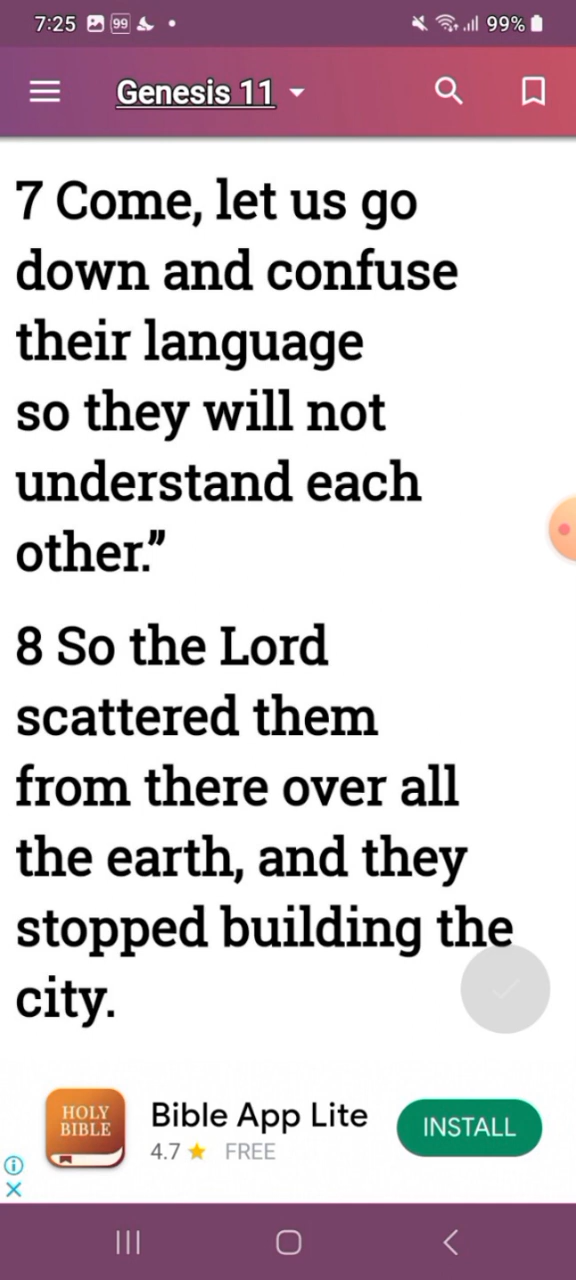 7:25 99 99%
Genesis 11
7 Come, let us go
down and confuse
their language
so they will not
understand each
other.”
8 So the Lord
scattered them
from there over all
the earth, and they
stopped building the
city.
HOLY
BIBLE
Bible App Lite
4.7 FREE
INSTALL